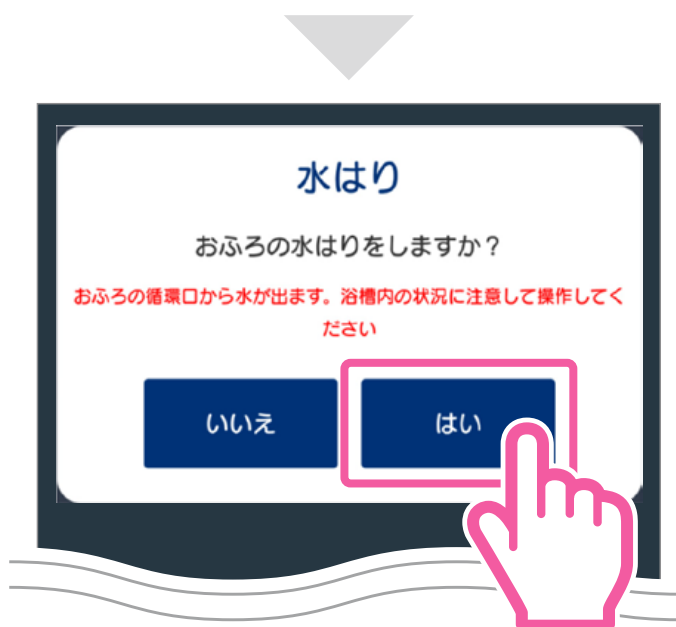 水はり
おふろの水はりをしますか？
おふろの循環口から水が出ます。浴槽内の状況に注意して操作してく
ださい
いいえ
はい